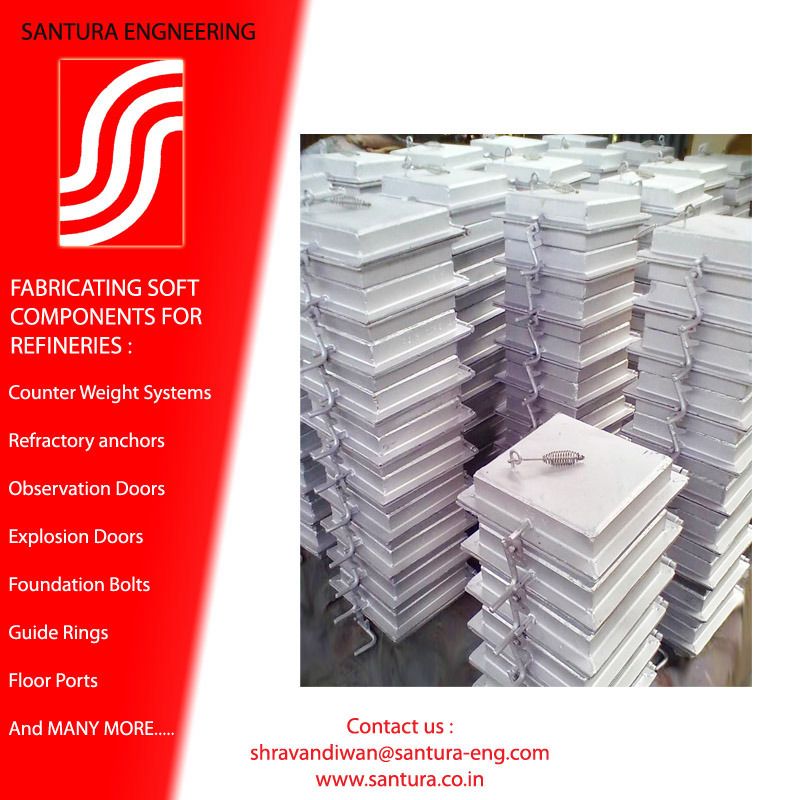 SANTURA ENGNEERING
FABRICATING SOFT
COMPONENTS FOR
REFINERIES :
Counter Weight Systems
Refractory anchors
Observation Doors
Explosion Doors
Foundation Bolts
Guide Rings
Floor Ports
And MANY MORE.....
Contact us :
shravandiwan@santura-eng.com
www.santura.co.in